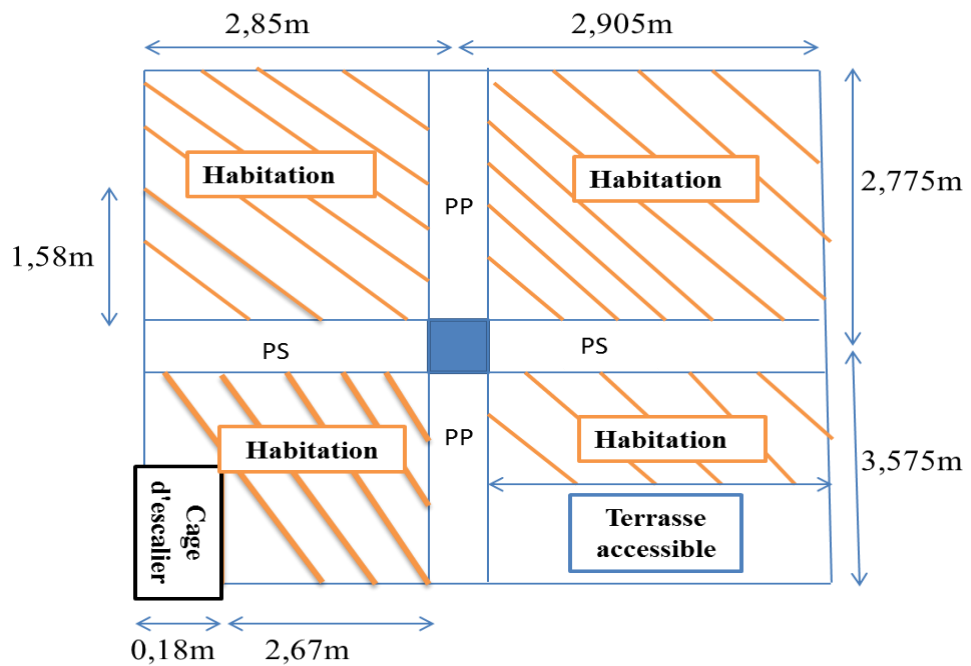 2,85m
2,905m
Habitation
Habitation
PP
2,775m
1,58m
PS
PS
Habitation
PP
Habitation
3,575m
Cage
d'escalier
Terrasse
accessible
0,18m
2,67m